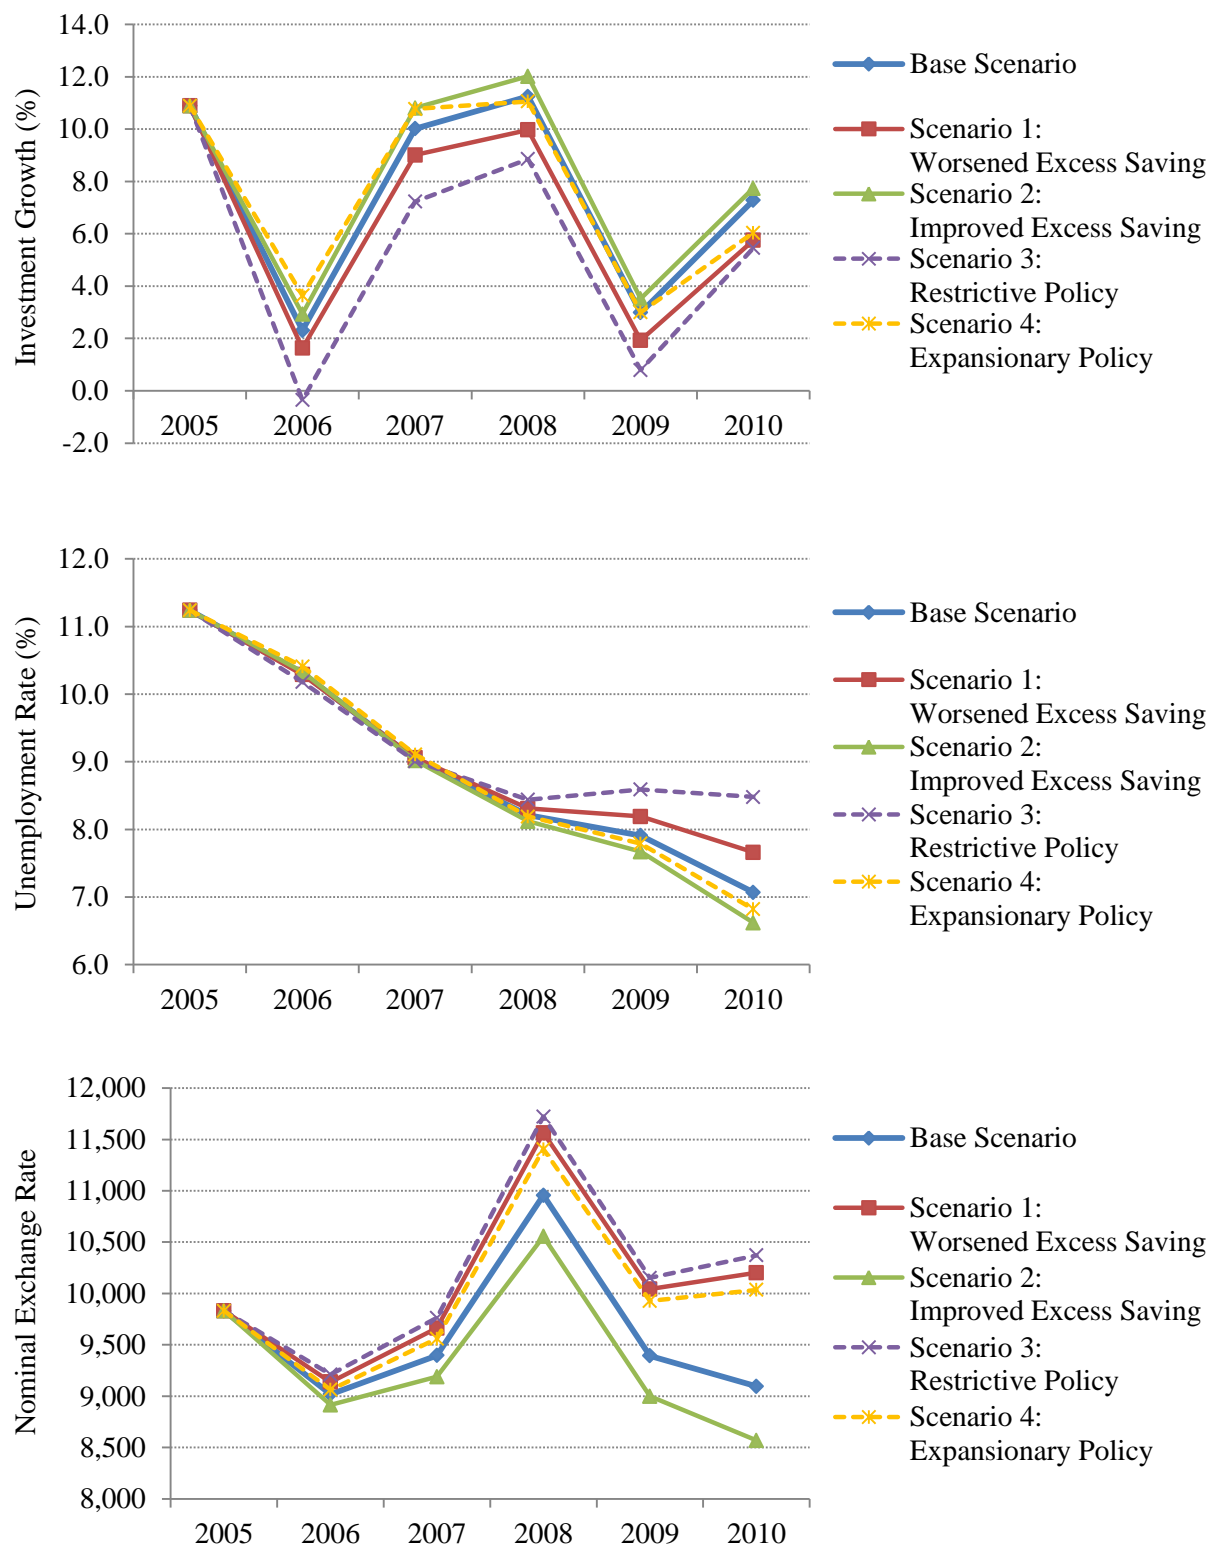 Investment Growth (%)
14.0
12.0
10.0
8.0
6.0
4.0
2.0
0.0
-2.0
2005 2006 2007 2008 2009 2010
Base Scenario
Scenario 1:
Worsened Excess Saving
Scenario 2:
Improved Excess Saving
Scenario 3:
Restrictive Policy
Scenario 4:
Expansionary Policy
Unemployment Rate (%)
12.0
11.0
10.0
9.0
8.0
7.0
6.0
2005 2006 2007 2008 2009 2010
Base Scenario
Scenario 1:
Worsened Excess Saving
Scenario 2:
Improved Excess Saving
Scenario 3:
Restrictive Policy
Scenario 4:
Expansionary Policy
Nominal Exchange Rate
12,000
11,500
11,000
10,500
10,000
9,500
9,000
8,500
8,000
2005 2006 2007 2008 2009 2010
Base Scenario
Scenario 1:
Worsened Excess Saving
Scenario 2:
Improved Excess Saving
Scenario 3:
Restrictive Policy
Scenario 4:
Expansionary Policy